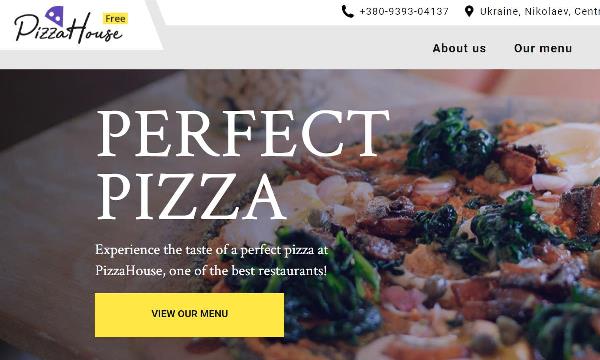 Free
PizzaHouse
+380-9393-04137
Ukraine, Nikolaev, Centr
About us
Our menu
PERFECT
PIZZA
Experience the taste of a perfect pizza at
PizzaHouse, one of the best restaurants!
VIEW OUR MENU